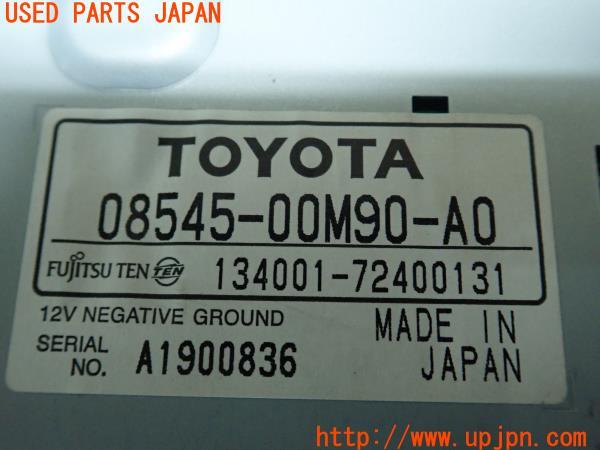 USED PARTS JAPAN
TOYOTA
08545-00M90-A0
FUJITSU TEN TEN 134001-72400131
12V NEGATIVE GROUND
MADE IN JAPAN
SERIAL NO. A1900836
http://www.upjpn.com